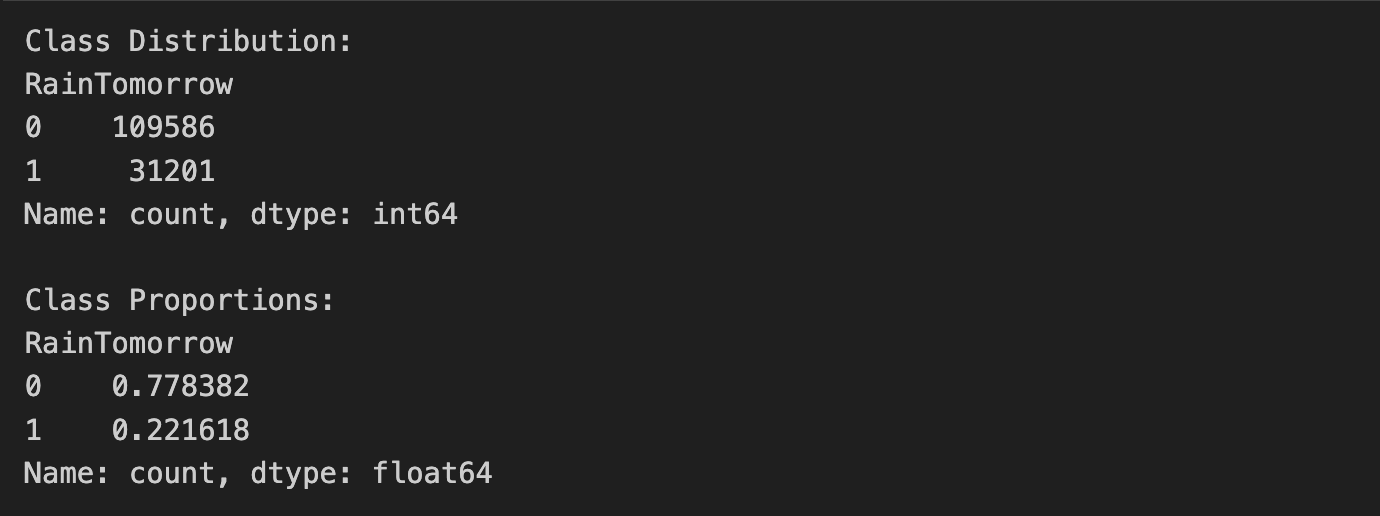 Class Distribution:
RainTomorrow
0    109586
1     31201
Name: count, dtype: int64

Class Proportions:
RainTomorrow
0    0.778382
1    0.221618
Name: count, dtype: float64